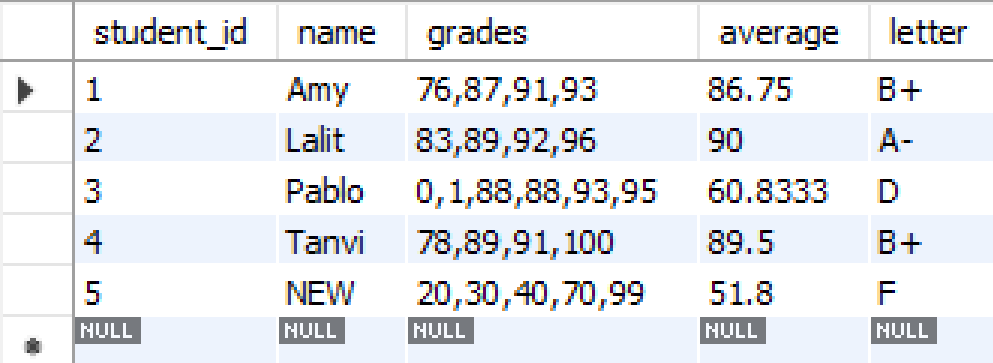 student_id name grades average letter
1 Amy 76,87,91,93 86.75 B+
2 Lalit 83,89,92,96 90 A-
3 Pablo 0,1,88,88,93,95 60.8333 D
4 Tanvi 78,89,91,100 89.5 B+
5 NEW 20,30,40,70,99 51.8 F
NULL NULL NULL NULL NULL